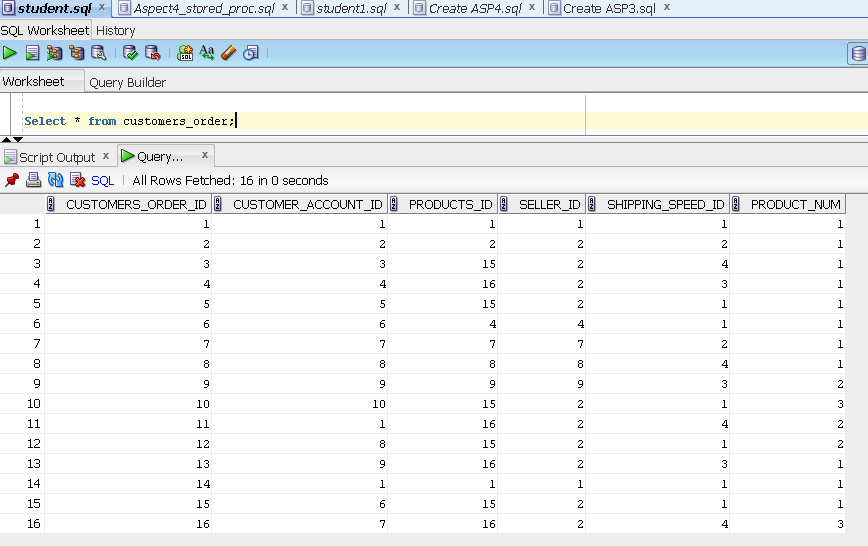 student.sql x Aspect4_stored_proc.sql x student1.sql x Create ASP4.sql x Create ASP3.sql x
SQL Worksheet History
Worksheet Query Builder
Select * from customers_order;
Script Output x Query... x
SQL | All Rows Fetched: 16 in 0 seconds
CUSTOMERS_ORDER_ID CUSTOMER_ACCOUNT_ID PRODUCTS_ID SELLER_ID SHIPPING_SPEED_ID PRODUCT_NUM
1 1 1 1 1 1 1
2 2 2 2 2 2 1
3 3 3 15 2 4 1
4 4 4 16 2 3 1
5 5 5 15 2 1 1
6 6 6 4 4 1 1
7 7 7 7 7 2 1
8 8 8 8 8 4 1
9 9 9 9 9 3 2
10 10 10 15 2 1 3
11 11 1 16 2 4 2
12 12 8 15 2 1 2
13 13 9 16 2 3 1
14 14 1 1 1 1 1
15 15 6 15 2 1 1
16 16 7 16 2 4 3